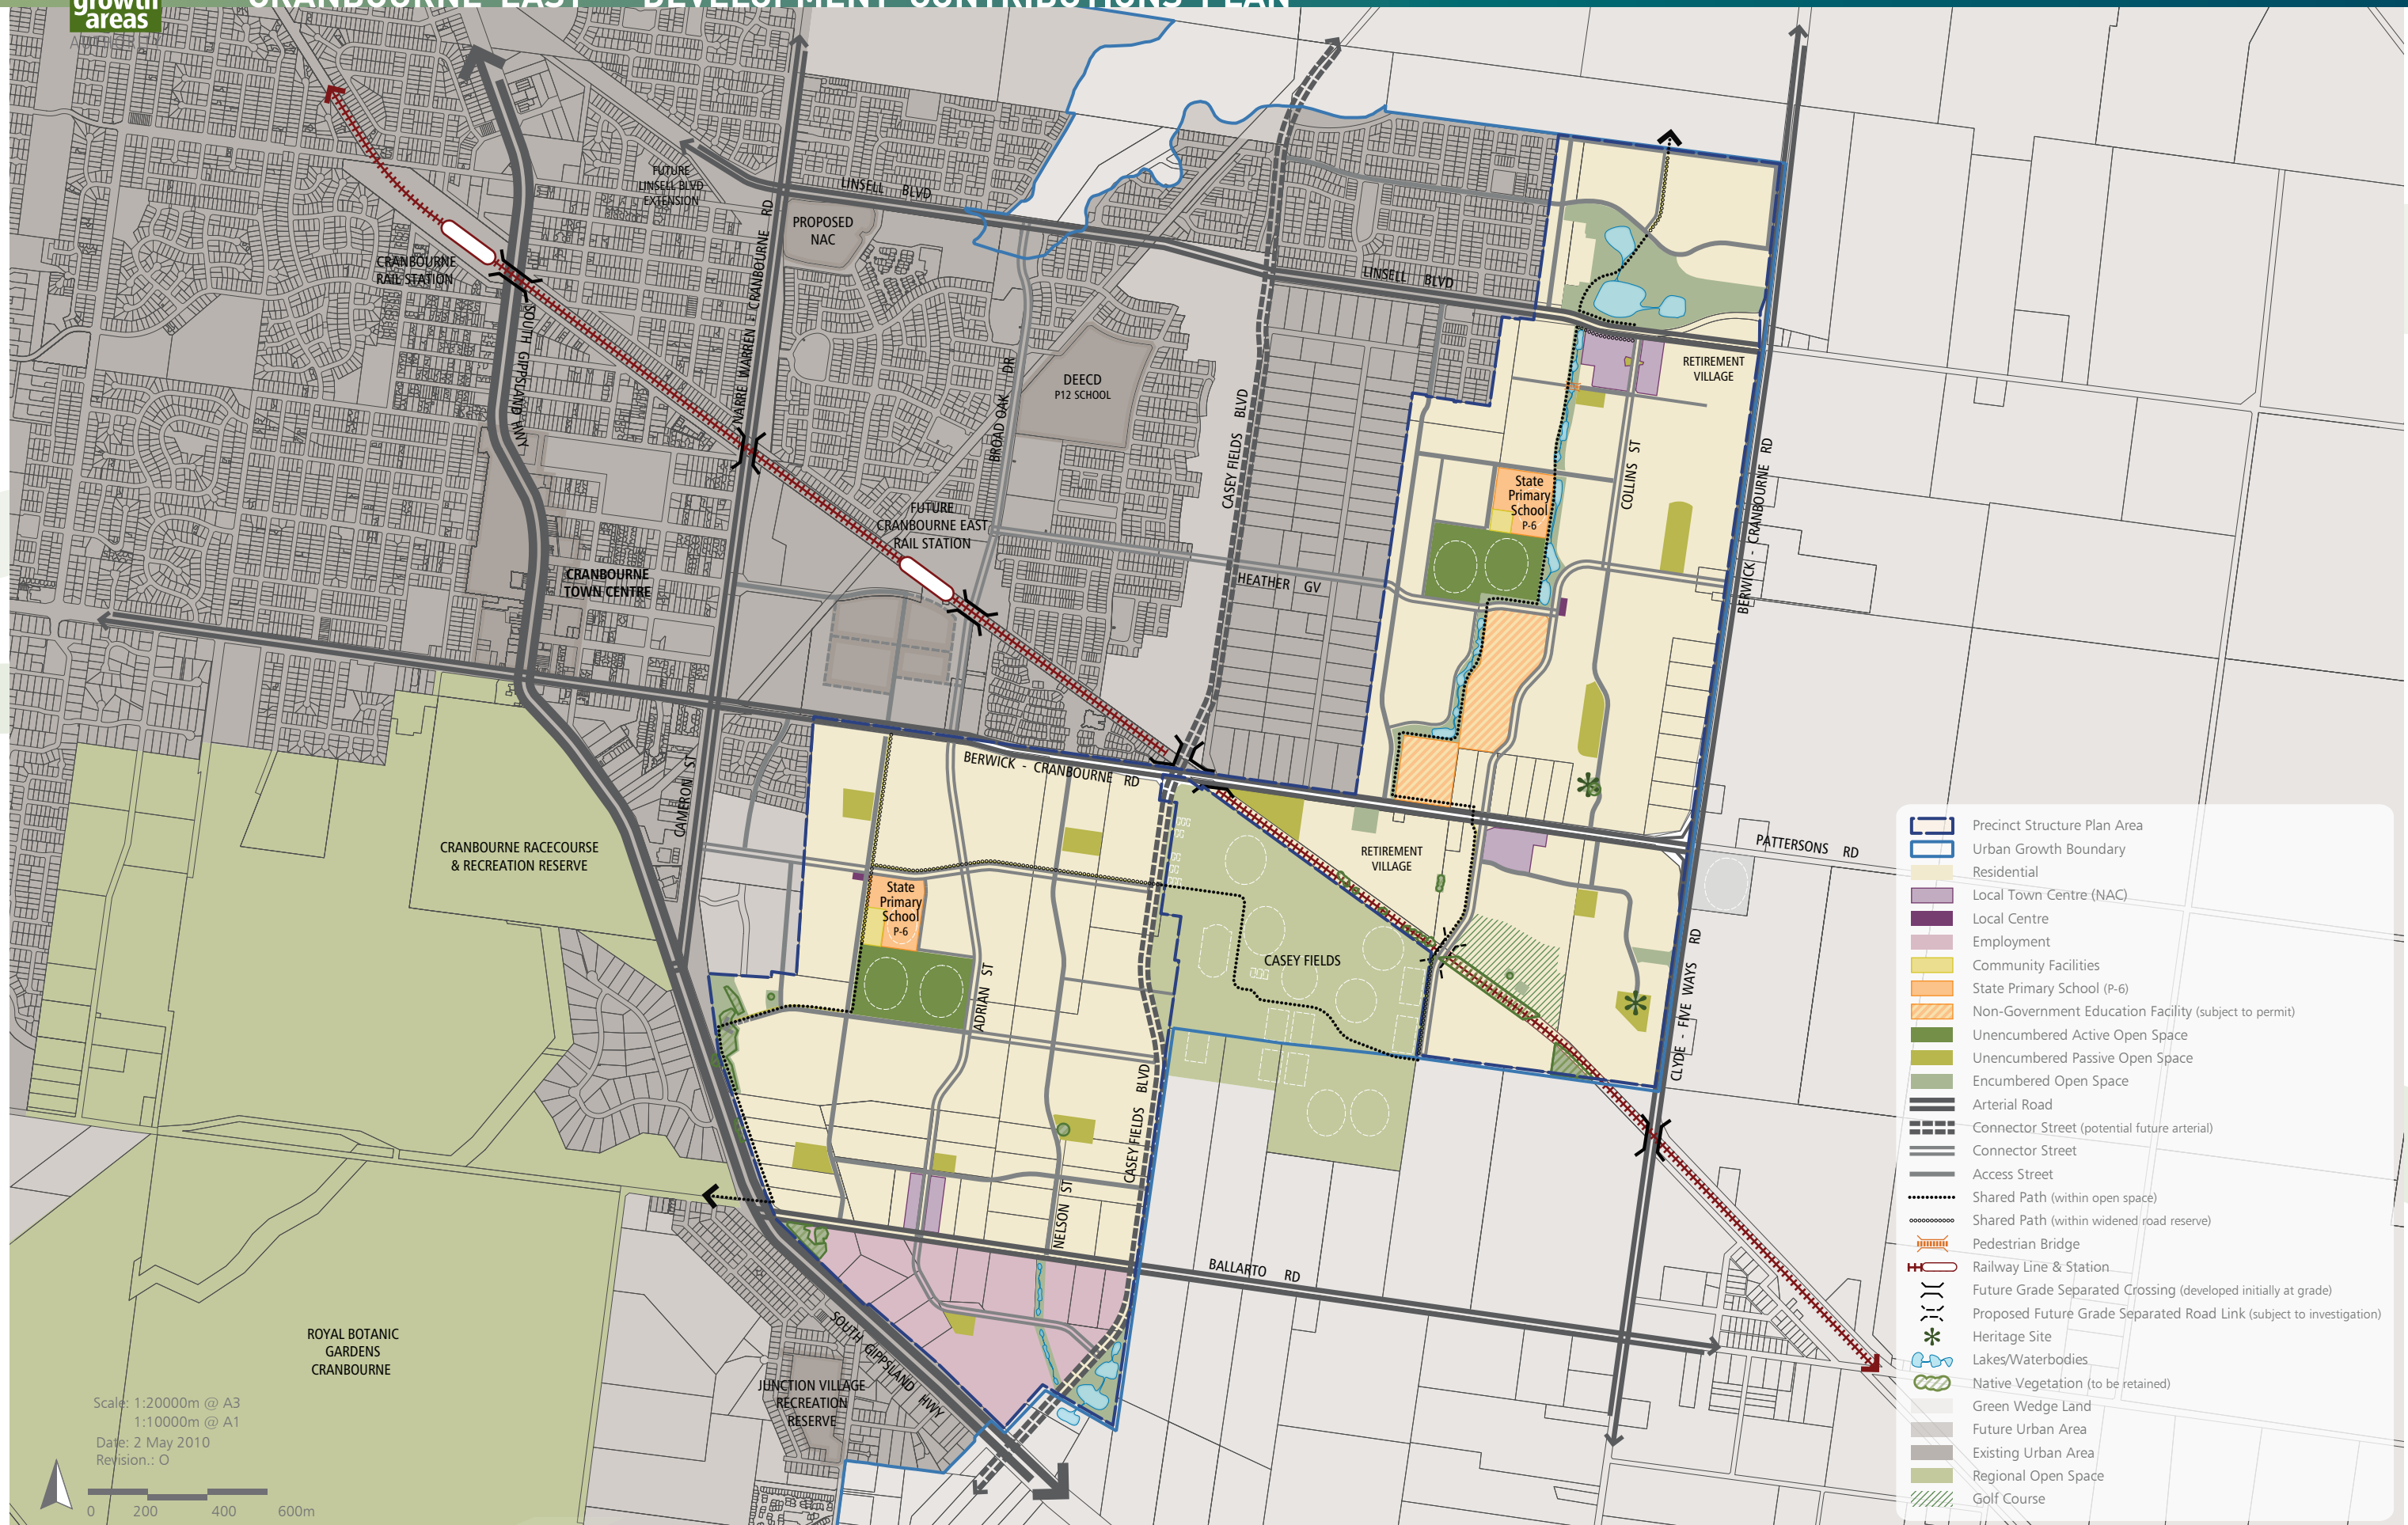 growth
areas
CRANBOURNE EAST DEVELOPMENT CONTRIBUTIONS PLAN
FUTURE
LINSELL BLVD
EXTENSION
LINSELL BLVD
PROPOSED
NAC
NARRE WARREN - CRANBOURNE RD
CRANBOURNE
RAIL STATION
SOUTH GIPPSLAND HWY
LINSELL BLVD
BROAD OAK DR
DEECD
P12 SCHOOL
CASEY FIELDS BLVD
RETIREMENT
VILLAGE
COLLINS ST
BERWICK - CRANBOURNE RD
State
Primary
School
P-6
FUTURE
CRANBOURNE EAST
RAIL STATION
CRANBOURNE
TOWN CENTRE
HEATHER GV
BERWICK - CRANBOURNE RD
CAMERON ST
CRANBOURNE RACECOURSE
& RECREATION RESERVE
PATTERSONS RD
RETIREMENT
VILLAGE
State
Primary
School
P-6
CASEY FIELDS
ADRIAN ST
CLYDE - FIVE WAYS RD
CASEY FIELDS BLVD
NELSON ST
BALLARTO RD
SOUTH GIPPSLAND HWY
ROYAL BOTANIC
GARDENS
CRANBOURNE
JUNCTION VILLAGE
RECREATION
RESERVE
Scale: 1:20000m @ A3
1:10000m @ A1
Date: 2 May 2010
Revision.: O
0 200 400 600m
Precinct Structure Plan Area
Urban Growth Boundary
Residential
Local Town Centre (NAC)
Local Centre
Employment
Community Facilities
State Primary School (P-6)
Non-Government Education Facility (subject to permit)
Unencumbered Active Open Space
Unencumbered Passive Open Space
Encumbered Open Space
Arterial Road
Connector Street (potential future arterial)
Connector Street
Access Street
Shared Path (within open space)
Shared Path (within widened road reserve)
Pedestrian Bridge
Railway Line & Station
Future Grade Separated Crossing (developed initially at grade)
Proposed Future Grade Separated Road Link (subject to investigation)
Heritage Site
Lakes/Waterbodies
Native Vegetation (to be retained)
Green Wedge Land
Future Urban Area
Existing Urban Area
Regional Open Space
Golf Course